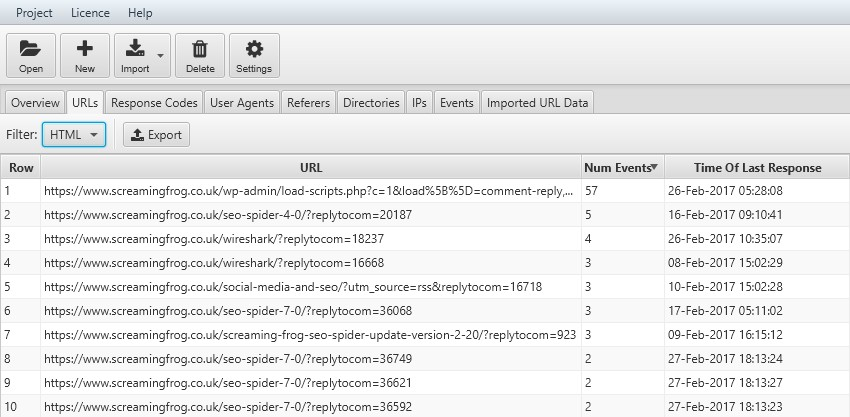 Project Licence Help
Open New Import Delete Settings
Overview URLs Response Codes User Agents Referers Directories IPs Events Imported URL Data
Filter: HTML Export
Row URL Num Events Time Of Last Response
1 https://www.screamingfrog.co.uk/wp-admin/load-scripts.php?c=1&load%5B%5D=comment-reply,... 57 26-Feb-2017 05:28:08
2 https://www.screamingfrog.co.uk/seo-spider-4-0/?replytocom=20187 5 16-Feb-2017 09:10:41
3 https://www.screamingfrog.co.uk/wireshark/?replytocom=18237 4 26-Feb-2017 10:35:07
4 https://www.screamingfrog.co.uk/wireshark/?replytocom=16668 3 08-Feb-2017 15:02:29
5 https://www.screamingfrog.co.uk/social-media-and-seo/?utm_source=rss&replytocom=16718 3 10-Feb-2017 15:02:28
6 https://www.screamingfrog.co.uk/seo-spider-7-0/?replytocom=36068 3 17-Feb-2017 05:11:02
7 https://www.screamingfrog.co.uk/screaming-frog-seo-spider-update-version-2-20/?replytocom=923 3 09-Feb-2017 16:15:12
8 https://www.screamingfrog.co.uk/seo-spider-7-0/?replytocom=36749 2 27-Feb-2017 18:13:24
9 https://www.screamingfrog.co.uk/seo-spider-7-0/?replytocom=36621 2 27-Feb-2017 18:13:27
10 https://www.screamingfrog.co.uk/seo-spider-7-0/?replytocom=36592 2 27-Feb-2017 18:13:23